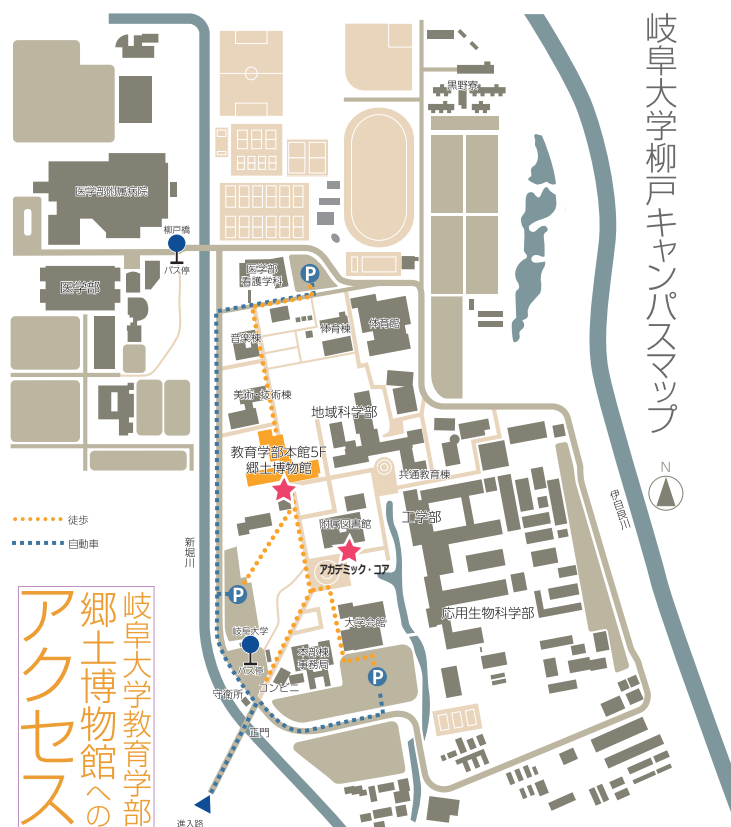 岐阜大学柳戸キャンパスマップ
黒野寮
医学部附属病院
柳戸橋
バス停
医学部
医学部
看護学科
P
音楽棟
体育棟
体育館
美術・技術棟
地域科学部
教育学部本館5F
郷土博物館
共通教育棟
N
伊自良川
附属図書館
工学部
徒歩
自動車
新堀川
アカデミック・コア
P
応用生物科学部
岐阜大学
バス停
大学会館
本部棟
事務局
P
コンビニ
守衛所
正門
進入路
岐阜大学教育学部
郷土博物館への
アクセス